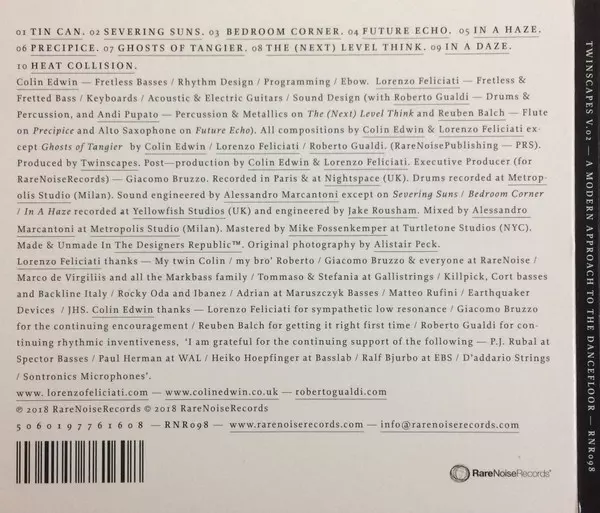 01 TIN CAN. 02 SEVERING SUNS. 03 BEDROOM CORNER. 04 FUTURE ECHO. 05 IN A HAZE.
06 PRECIPICE. 07 GHOSTS OF TANGIER. 08 THE (NEXT) LEVEL THINK. 09 IN A DAZE.
10 HEAT COLLISION.
Colin Edwin — Fretless Basses / Rhythm Design / Programming / Ebow. Lorenzo Feliciati — Fretless &
Fretted Bass / Keyboards / Acoustic & Electric Guitars / Sound Design (with Roberto Gualdi — Drums &
Percussion, and Andi Pupato — Percussion & Metallics on The (Next) Level Think and Reuben Balch — Flute
on Precipice and Alto Saxophone on Future Echo). All compositions by Colin Edwin & Lorenzo Feliciati ex-
cept Ghosts of Tangier by Colin Edwin / Lorenzo Feliciati / Roberto Gualdi. (RareNoisePublishing — PRS).
Produced by Twinscapes. Post—production by Colin Edwin & Lorenzo Feliciati. Executive Producer (for
RareNoiseRecords) — Giacomo Bruzzo. Recorded in Paris & at Nightspace (UK). Drums recorded at Metrop-
olis Studio (Milan). Sound engineered by Alessandro Marcantoni except on Severing Suns / Bedroom Corner
/ In A Haze recorded at Yellowfish Studios (UK) and engineered by Jake Rousham. Mixed by Alessandro
Marcantoni at Metropolis Studio (Milan). Mastered by Mike Fossenkemper at Turtletone Studios (NYC).
Made & Unmade In The Designers Republic™. Original photography by Alistair Peck.
Lorenzo Feliciati thanks — My twin Colin / my bro' Roberto / Giacomo Bruzzo & everyone at RareNoise /
Marco de Virgiliis and all the Markbass family / Tommaso & Stefania at Gallistrings / Killpick, Cort basses
and Backline Italy / Rocky Oda and Ibanez / Adrian at Maruszczyk Basses / Matteo Rufini / Earthquaker
Devices / JHS. Colin Edwin thanks — Lorenzo Feliciati for sympathetic low resonance / Giacomo Bruzzo
for the continuing encouragement / Reuben Balch for getting it right first time / Roberto Gualdi for con-
tinuing rhythmic inventiveness, 'I am grateful for the continuing support of the following — P.J. Rubal at
Spector Basses / Paul Herman at WAL / Heiko Hoepfinger at Basslab / Ralf Bjurbo at EBS / D'addario Strings
/ Sontronics Microphones'.
www. lorenzofeliciati.com — www.colinedwin.co.uk — robertogualdi.com
℗ 2018 RareNoiseRecords © 2018 RareNoiseRecords
5060197761608 — RNR098 — www.rarenoiserecords.com — info@rarenoiserecords.com
RareNoiseRecords
TWINSCAPES V.02 — A MODERN APPROACH TO THE DANCEFLOOR — RNR098